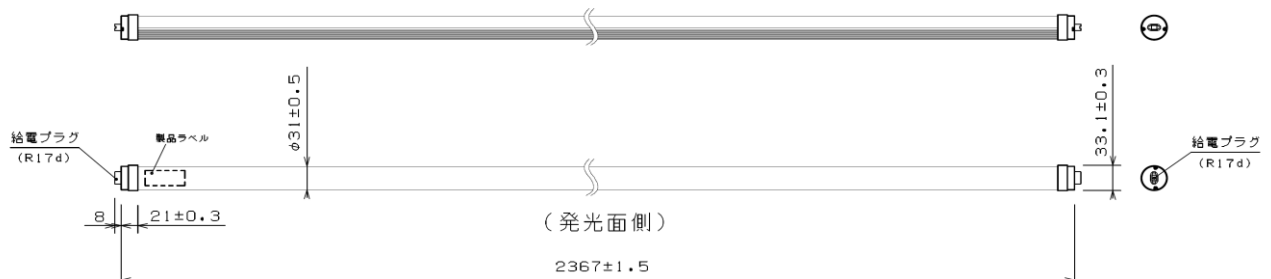 φ31±0.5
33.1±0.3
給電プラグ
(R17d)
製品ラベル
給電プラグ
(R17d)
8
21±0.3
(発光面側)
2367±1.5